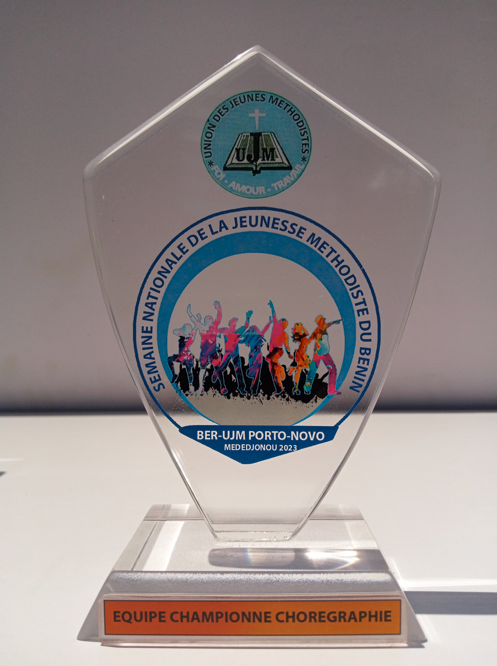 UNION DES JEUNES METHODISTES
UJM
* FOI - AMOUR - TRAVAIL *
SEMAINE NATIONALE DE LA JEUNESSE METHODISTE DU BENIN
BER-UJM PORTO-NOVO
MEDEDJONOU 2023
EQUIPE CHAMPIONNE CHOREGRAPHIE